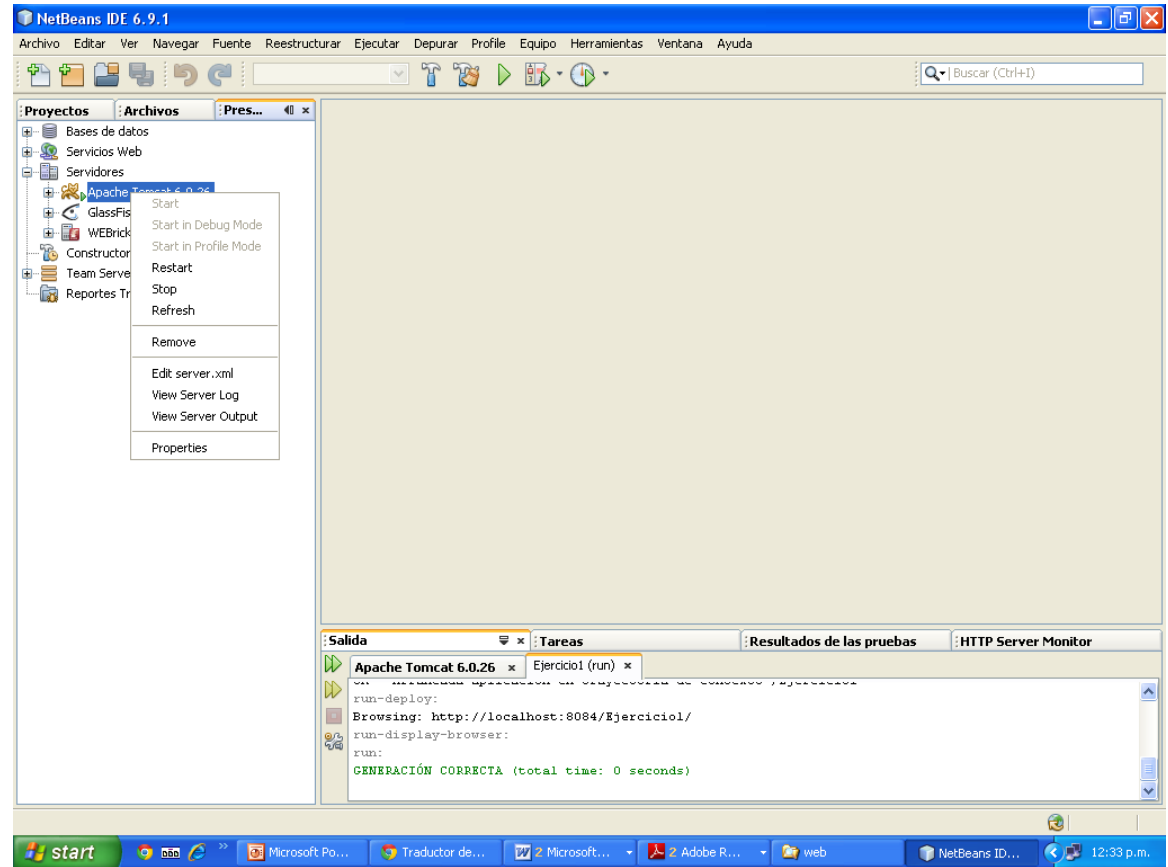 NetBeans IDE 6.9.1
Archivo Editar Ver Navegar Fuente Reestructurar Ejecutar Depurar Profile Equipo Herramientas Ventana Ayuda
Buscar (Ctrl+I)
Proyectos Archivos Pres...
Bases de datos
Servicios Web
Servidores
Apache Tomcat 6.0.26
GlassFis
WEBrick
Constructor
Team Serve
Reportes Tr
Start
Start in Debug Mode
Start in Profile Mode
Restart
Stop
Refresh
Remove
Edit server.xml
View Server Log
View Server Output
Properties
Salida Tareas Resultados de las pruebas HTTP Server Monitor
Apache Tomcat 6.0.26 Ejercicio1 (run)
run-deploy:
Browsing: http://localhost:8084/Ejercicio1/
run-display-browser:
run:
GENERACIÓN CORRECTA (total time: 0 seconds)
start Microsoft Po... Traductor de... 2 Microsoft... 2 Adobe R... web NetBeans ID... 12:33 p.m.